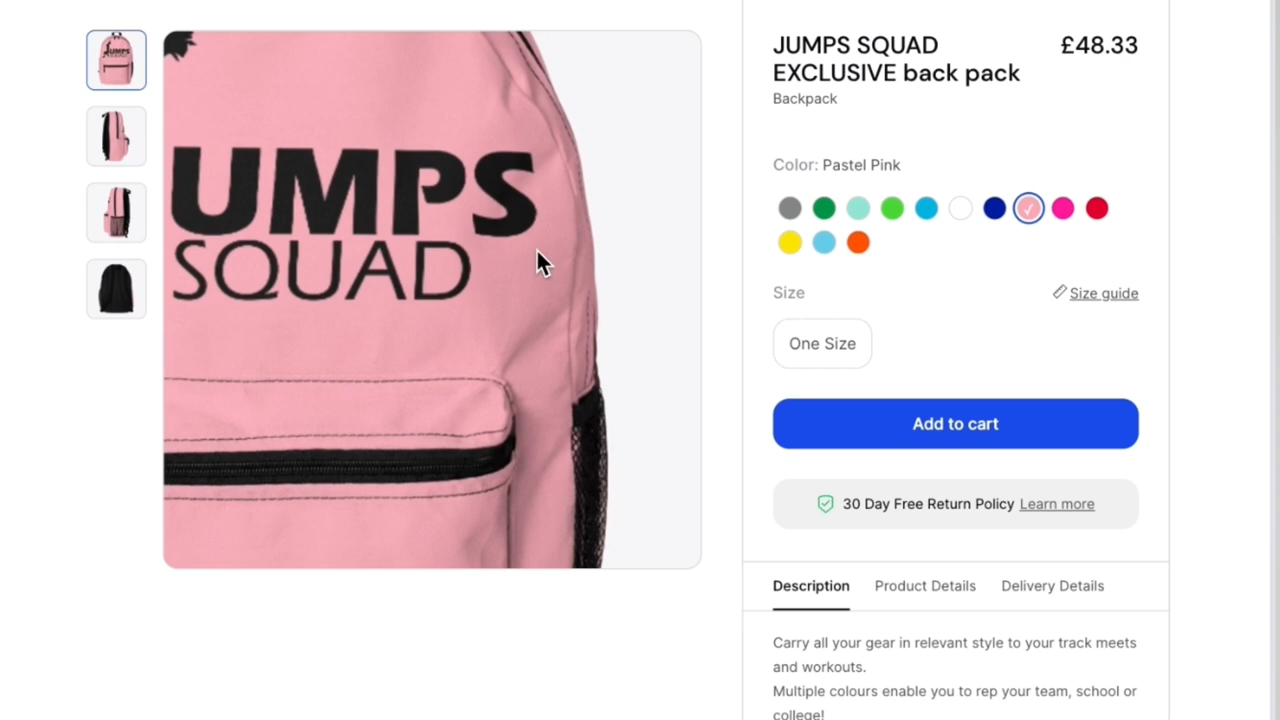 UMPS
SQUAD
JUMPS SQUAD
EXCLUSIVE back pack
£48.33
Backpack
Color: Pastel Pink
Size
Size guide
One Size
Add to cart
30 Day Free Return Policy Learn more
Description
Product Details
Delivery Details
Carry all your gear in relevant style to your track meets
and workouts.
Multiple colours enable you to rep your team, school or
college!